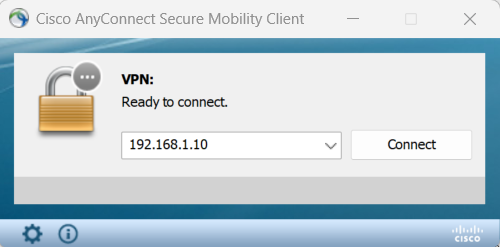 Cisco AnyConnect Secure Mobility Client
VPN:
Ready to connect.
192.168.1.10
Connect
CISCO